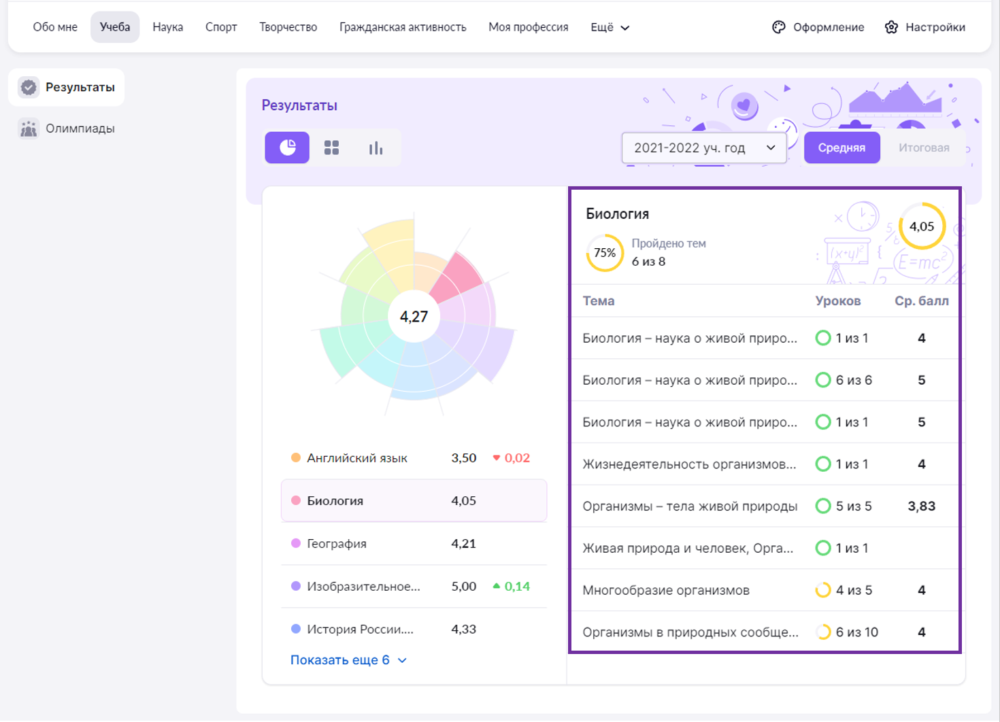 Обо мне
Учеба
Наука
Спорт
Творчество
Гражданская активность
Моя профессия
Ещё
Оформление
Настройки
Результаты
Олимпиады
Результаты
2021-2022 уч. год
Средняя
Итоговая
4,27
Английский язык 3,50 0,02
Биология 4,05
География 4,21
Изобразительное... 5,00 0,14
История России.... 4,33
Показать еще 6
Биология
4,05
75%
Пройдено тем
6 из 8
(x+y)²
E=mc²
Тема Уроков Ср. балл
Биология – наука о живой приро... 1 из 1 4
Биология – наука о живой приро... 6 из 6 5
Биология – наука о живой приро... 1 из 1 5
Жизнедеятельность организмов... 1 из 1 4
Организмы – тела живой природы 5 из 5 3,83
Живая природа и человек, Орга... 1 из 1
Многообразие организмов 4 из 5 4
Организмы в природных сообще... 6 из 10 4